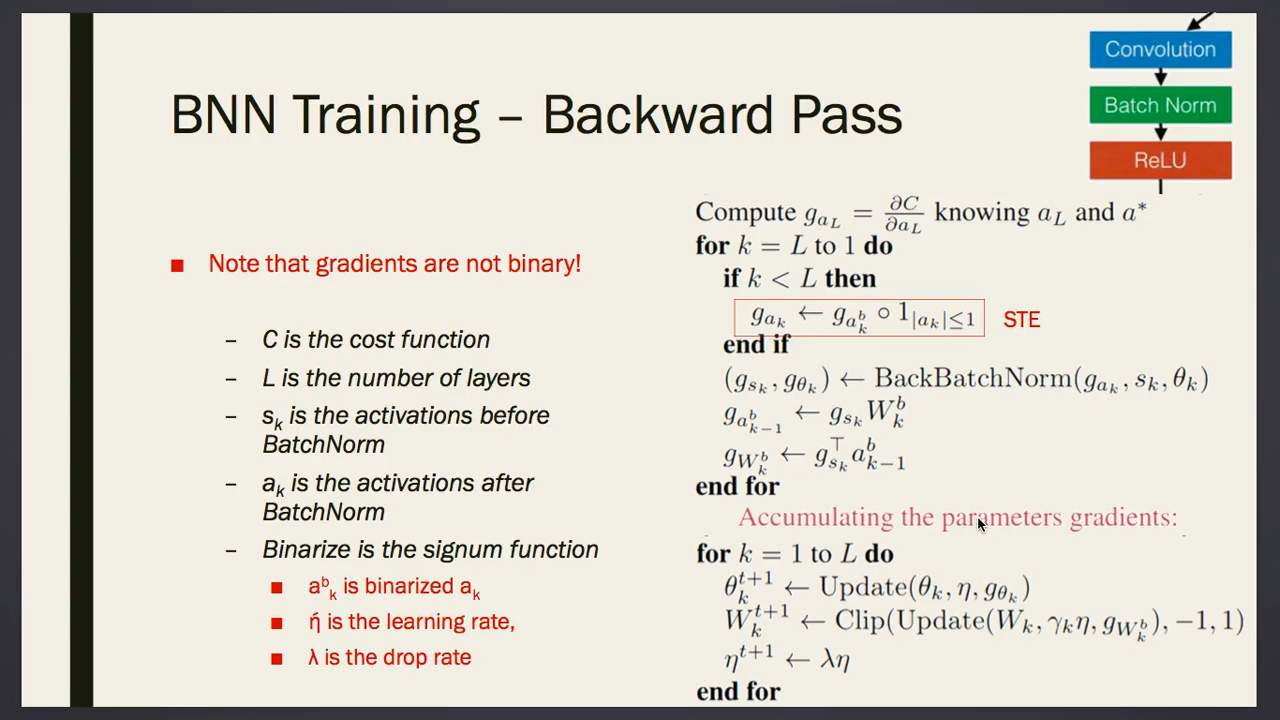 Convolution
Batch Norm
ReLU
BNN Training – Backward Pass
■ Note that gradients are not binary!
– C is the cost function
– L is the number of layers
– s_k is the activations before
BatchNorm
– a_k is the activations after
BatchNorm
– Binarize is the signum function
■ a^b_k is binarized a_k
■ ή is the learning rate,
■ λ is the drop rate
Compute g_{a_L} = ∂C/∂a_L knowing a_L and a*
for k = L to 1 do
if k < L then
g_{a_k} ← g_{a^b_k} ∘ 1_{|a_k|≤1} STE
end if
(g_{s_k}, g_{θ_k}) ← BackBatchNorm(g_{a_k}, s_k, θ_k)
g_{a^b_{k−1}} ← g_{s_k} W^b_k
g_{W^b_k} ← g^⊤_{s_k} a^b_{k−1}
end for
Accumulating the parameters gradients:
for k = 1 to L do
θ^{t+1}_k ← Update(θ_k, η, g_{θ_k})
W^{t+1}_k ← Clip(Update(W_k, γ_k η, g_{W^b_k}), −1, 1)
η^{t+1} ← λη
end for